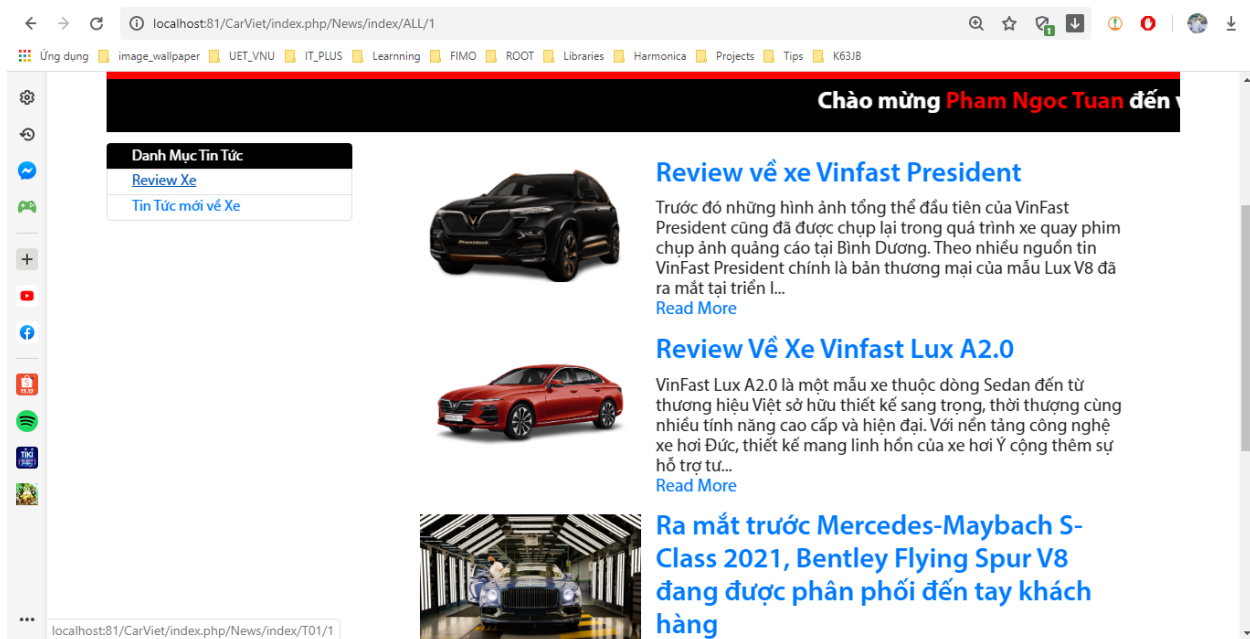 localhost:81/CarViet/index.php/News/index/ALL/1
Ứng dụng image_wallpaper UET_VNU IT_PLUS Learnning FIMO ROOT Libraries Harmonica Projects Tips K63JB
Chào mừng Pham Ngoc Tuan đến v
Danh Mục Tin Tức
Review Xe
Tin Tức mới về Xe
Review về xe Vinfast President
Trước đó những hình ảnh tổng thể đầu tiên của VinFast
President cũng đã được chụp lại trong quá trình xe quay phim
chụp ảnh quảng cáo tại Bình Dương. Theo nhiều nguồn tin
VinFast President chính là bản thương mại của mẫu Lux V8 đã
ra mắt tại triển l...
Read More
Review Về Xe Vinfast Lux A2.0
VinFast Lux A2.0 là một mẫu xe thuộc dòng Sedan đến từ
thương hiệu Việt sở hữu thiết kế sang trọng, thời thượng cùng
nhiều tính năng cao cấp và hiện đại. Với nền tảng công nghệ
xe hơi Đức, thiết kế mang linh hồn của xe hơi Ý cộng thêm sự
hỗ trợ tư...
Read More
Ra mắt trước Mercedes-Maybach S-
Class 2021, Bentley Flying Spur V8
đang được phân phối đến tay khách
hàng
localhost:81/CarViet/index.php/News/index/T01/1